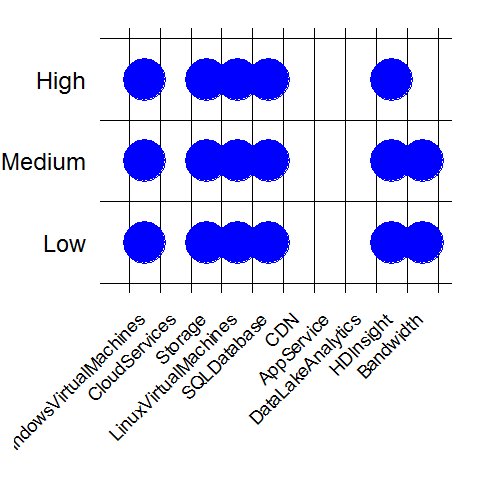 High
Medium
Low
ndowsVirtualMachines
CloudServices
Storage
LinuxVirtualMachines
SQLDatabase
CDN
AppService
DataLakeAnalytics
HDInsight
Bandwidth